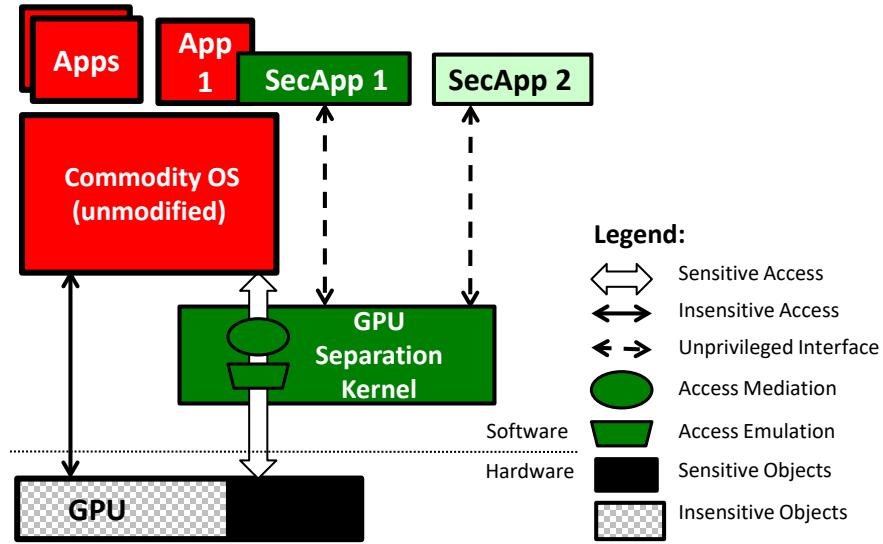 Apps
App
1
SecApp 1
SecApp 2
Commodity OS
(unmodified)
GPU
Separation
Kernel
Software
Hardware
GPU
Legend:
Sensitive Access
Insensitive Access
Unprivileged Interface
Access Mediation
Access Emulation
Sensitive Objects
Insensitive Objects